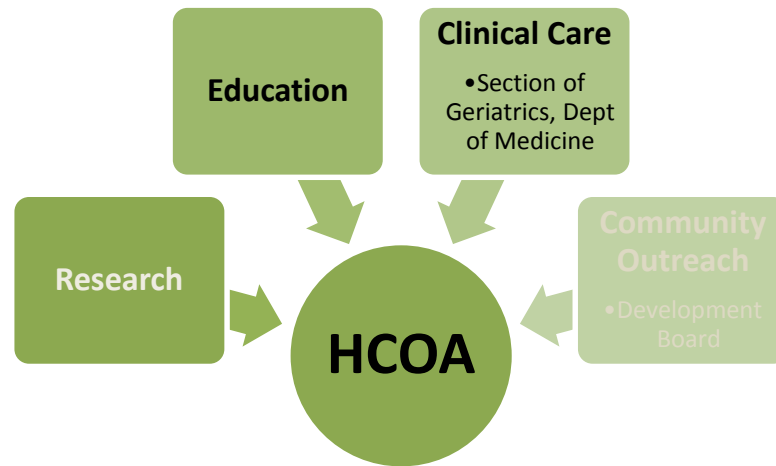 Research
Education
Clinical Care
•Section of
Geriatrics, Dept
of Medicine
Community
Outreach
•Development
Board
HCOA